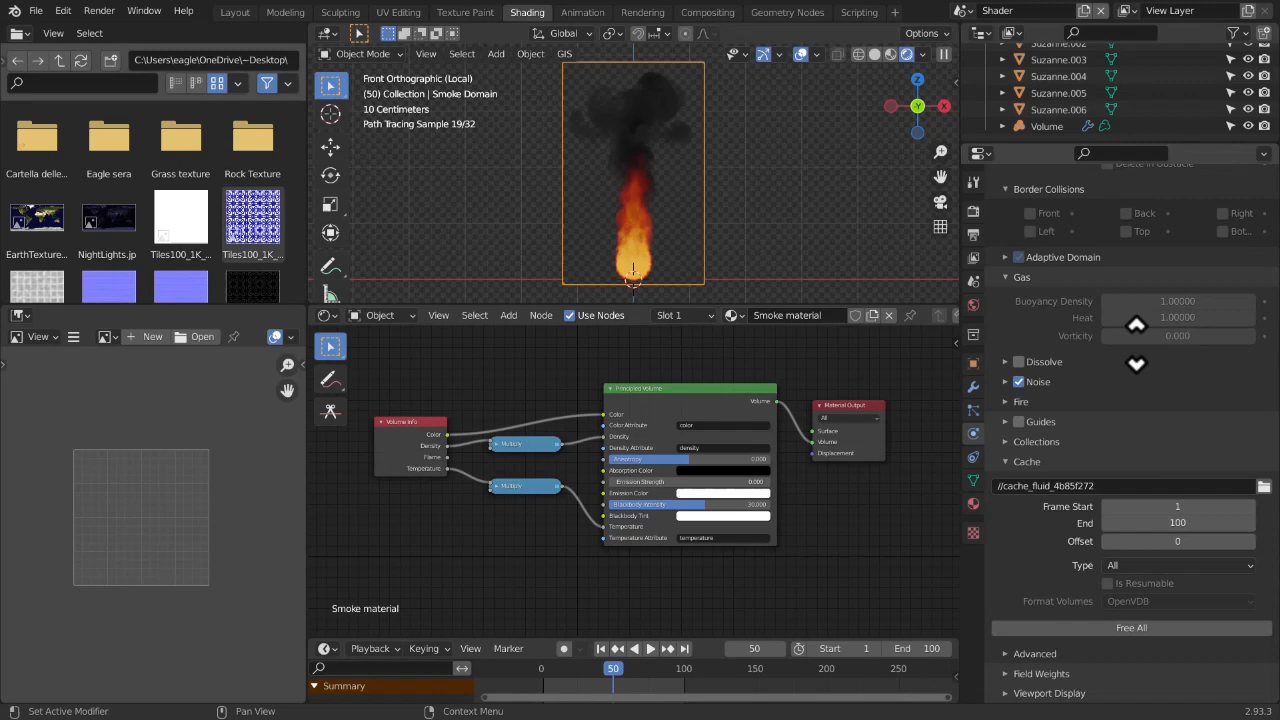 File Edit Render Window Help Layout Modeling Sculpting UV Editing Texture Paint Shading Animation Rendering Compositing Geometry Nodes Scripting + Shader View Layer
View Select
Global Options
C:\Users\eagle\OneDrive\~Desktop\
Object Mode View Select Add Object GIS
Front Orthographic (Local)
(50) Collection | Smoke Domain
10 Centimeters
Path Tracing Sample 19/32
Z
X
-Y
Cartella delle... Eagle sera Grass texture Rock Texture
EarthTexture... NightLights.jp Tiles100_1K_... Tiles100_1K_...
Suzanne.002
Suzanne.003
Suzanne.004
Suzanne.005
Suzanne.006
Volume
Delete in Obstacle
Border Collisions
Front Back Right
Left Top Bot...
Adaptive Domain
Gas
Buoyancy Density 1.00000
Heat 1.00000
Vorticity 0.000
Dissolve
Noise
Fire
Guides
Collections
Cache
//cache_fluid_4b85f272
Frame Start 1
End 100
Offset 0
Type All
Is Resumable
Format Volumes OpenVDB
Free All
Advanced
Field Weights
Viewport Display
View New Open
Object View Select Add Node Use Nodes Slot 1 Smoke material
Volume Info
Color
Density
Flame
Temperature
Multiply
Multiply
Principled Volume
Volume
Color
Color Attribute color
Density
Density Attribute density
Anisotropy 0.000
Absorption Color
Emission Strength 0.000
Emission Color
Blackbody Intensity 30.000
Blackbody Tint
Temperature
Temperature Attribute temperature
Material Output
All
Surface
Volume
Displacement
Smoke material
Playback Keying View Marker 50 Start 1 End 100
0 50 100 150 200 250
Summary
Set Active Modifier Pan View Context Menu 2.93.3